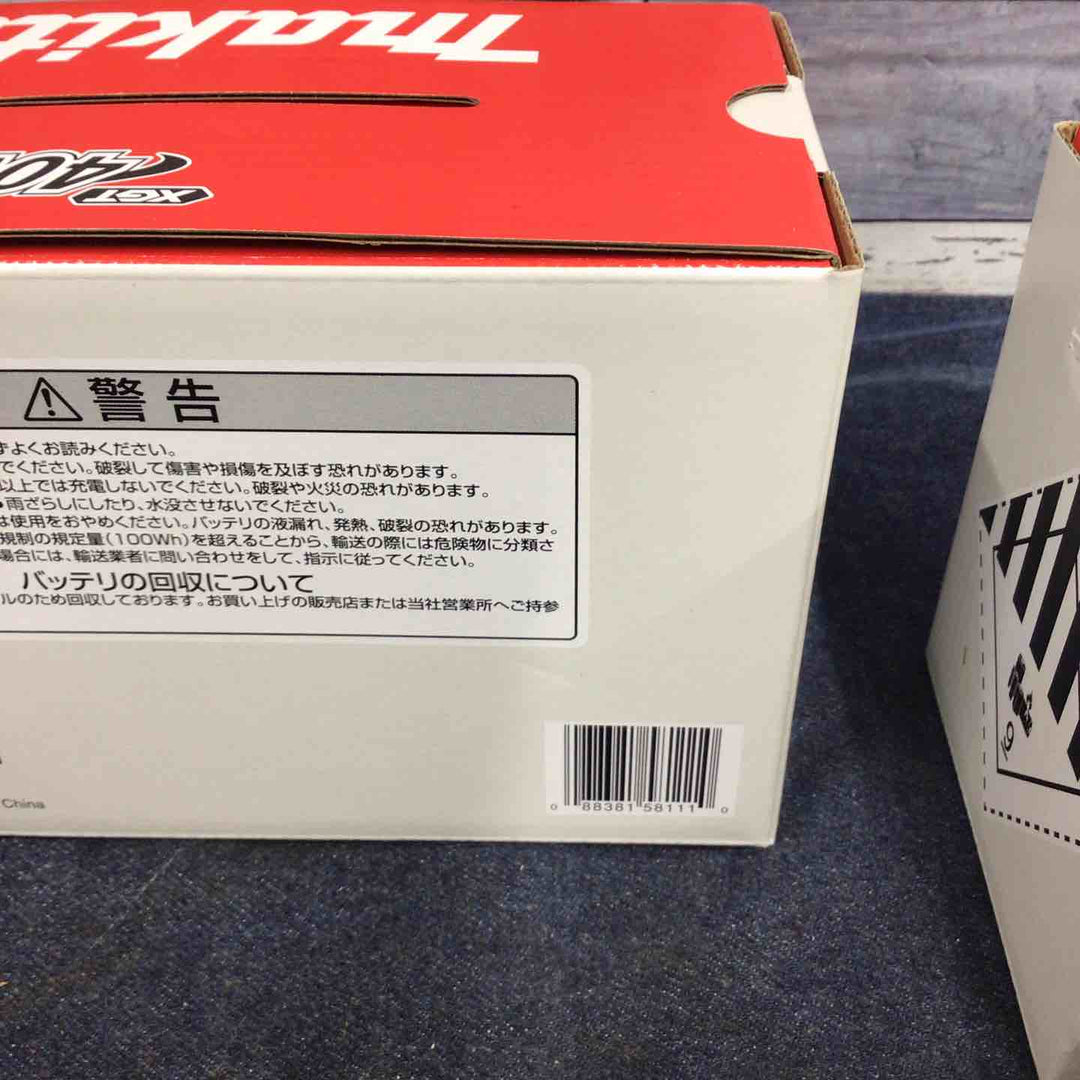 makit
XGT
40
警告
ずよくお読みください。
でください。破裂して傷害や損傷を及ぼす恐れがあります。
以上では充電しないでください。破裂や火災の恐れがあります。
●雨ざらしにしたり、水没させないでください。
は使用をおやめください。バッテリの液漏れ、発熱、破裂の恐れがあります。
規制の規定量(100Wh)を超えることから、輸送の際には危険物に分類さ
場合には、輸送業者に問い合わせをして、指示に従ってください。
バッテリの回収について
ルのため回収しております。お買い上げの販売店または当社営業所へご持参
China
0 88381 58111 0
9